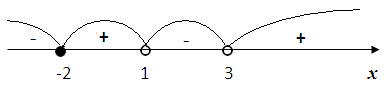 - + - +
-2 1 3 x